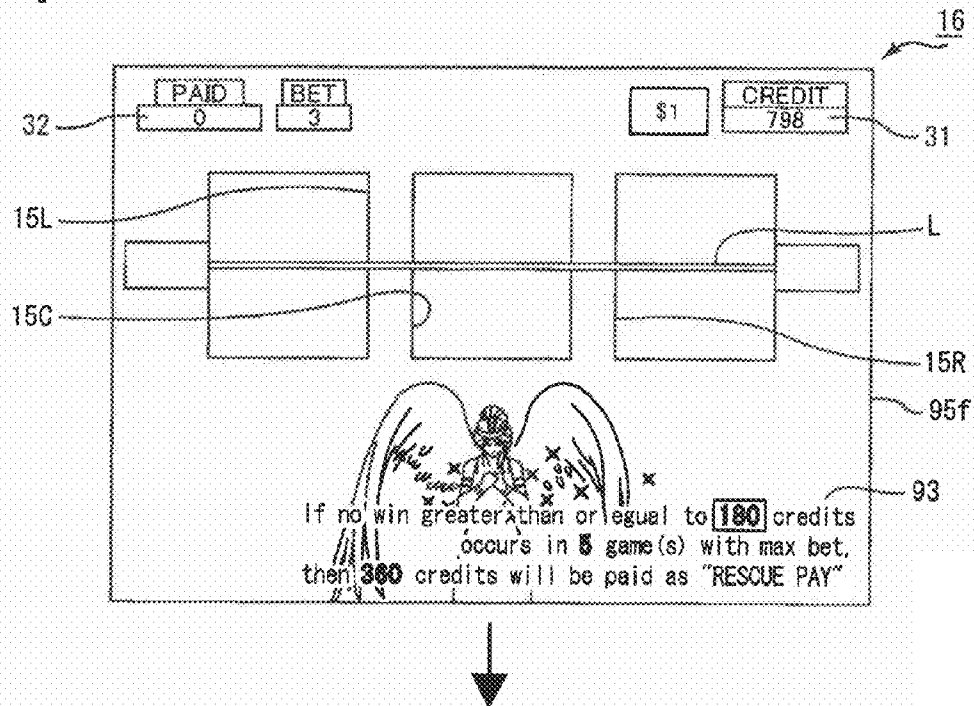 16
PAID BET CREDIT
0 3 $1 798
32
31
15L
L
15C
15R
95f
93
If no win greater than or egual to 180 credits
occurs in 5 game(s) with max bet,
then 360 credits will be paid as "RESCUE PAY"